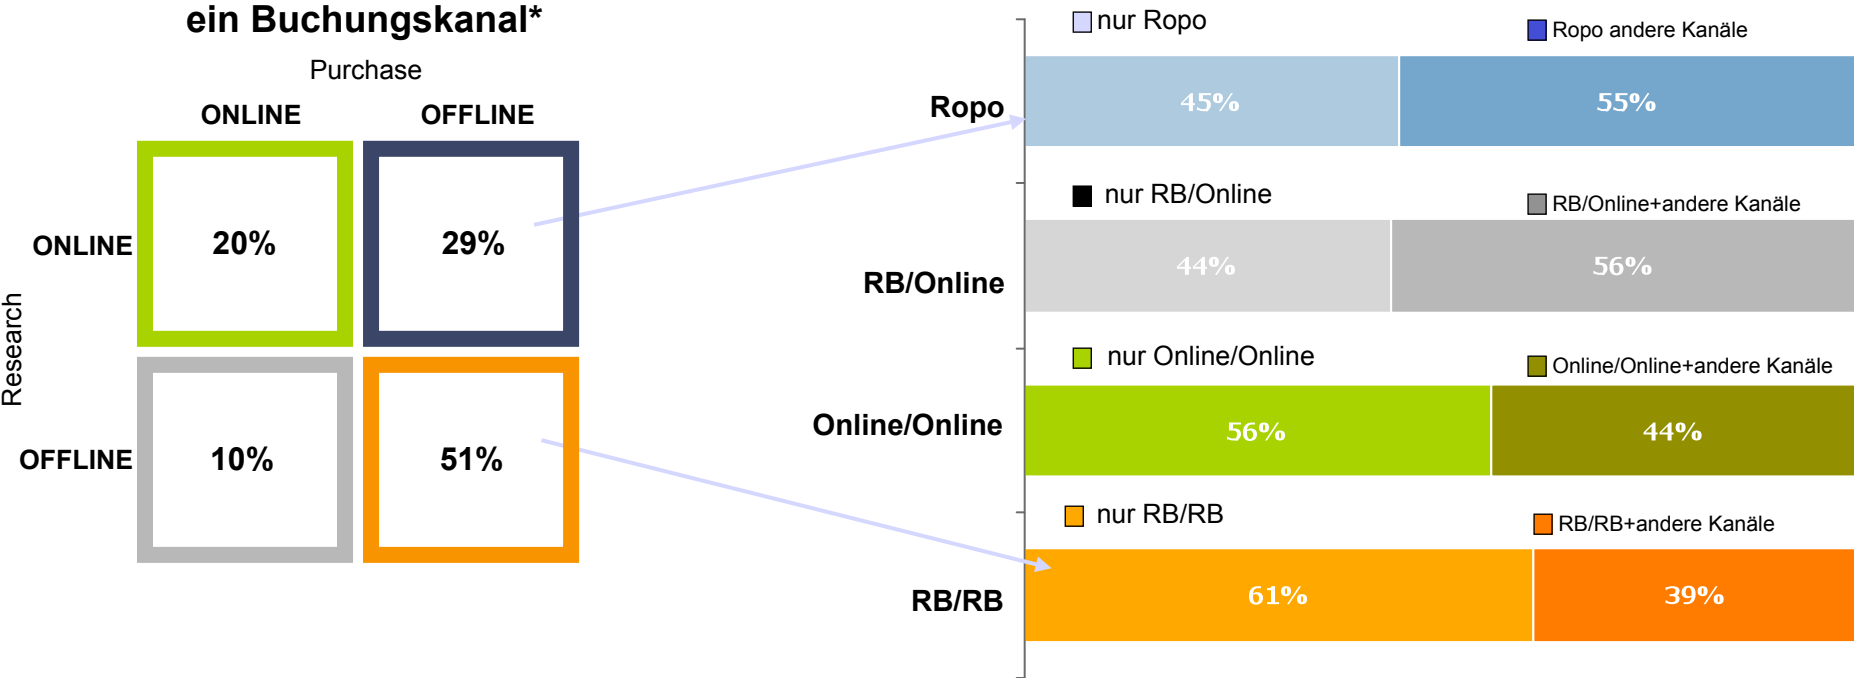 ein Buchungskanal*
Purchase
ONLINE OFFLINE
Research
ONLINE 20% 29%
OFFLINE 10% 51%
nur Ropo Ropo andere Kanäle
Ropo 45% 55%
nur RB/Online RB/Online+andere Kanäle
RB/Online 44% 56%
nur Online/Online Online/Online+andere Kanäle
Online/Online 56% 44%
nur RB/RB RB/RB+andere Kanäle
RB/RB 61% 39%